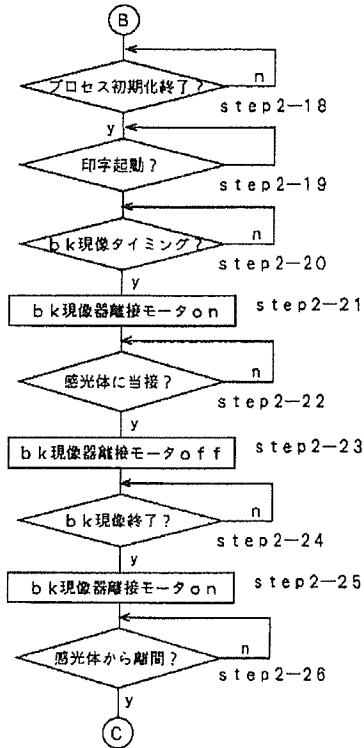 B
プロセス初期化終了?
n
step2-18
y
印字起動?
step2-19
bk現像タイミング?
n
step2-20
y
bk現像器離接モータon
step2-21
感光体に当接?
n
step2-22
y
bk現像器離接モータoff
step2-23
bk現像終了?
n
step2-24
y
bk現像器離接モータon
step2-25
感光体から離間?
n
step2-26
y
C